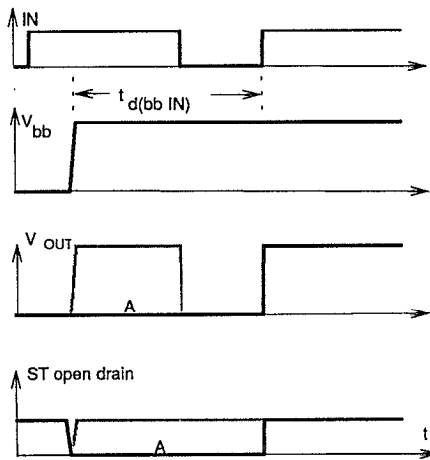 IN
t d(bb IN)
V bb
V OUT
A
ST open drain
A
t